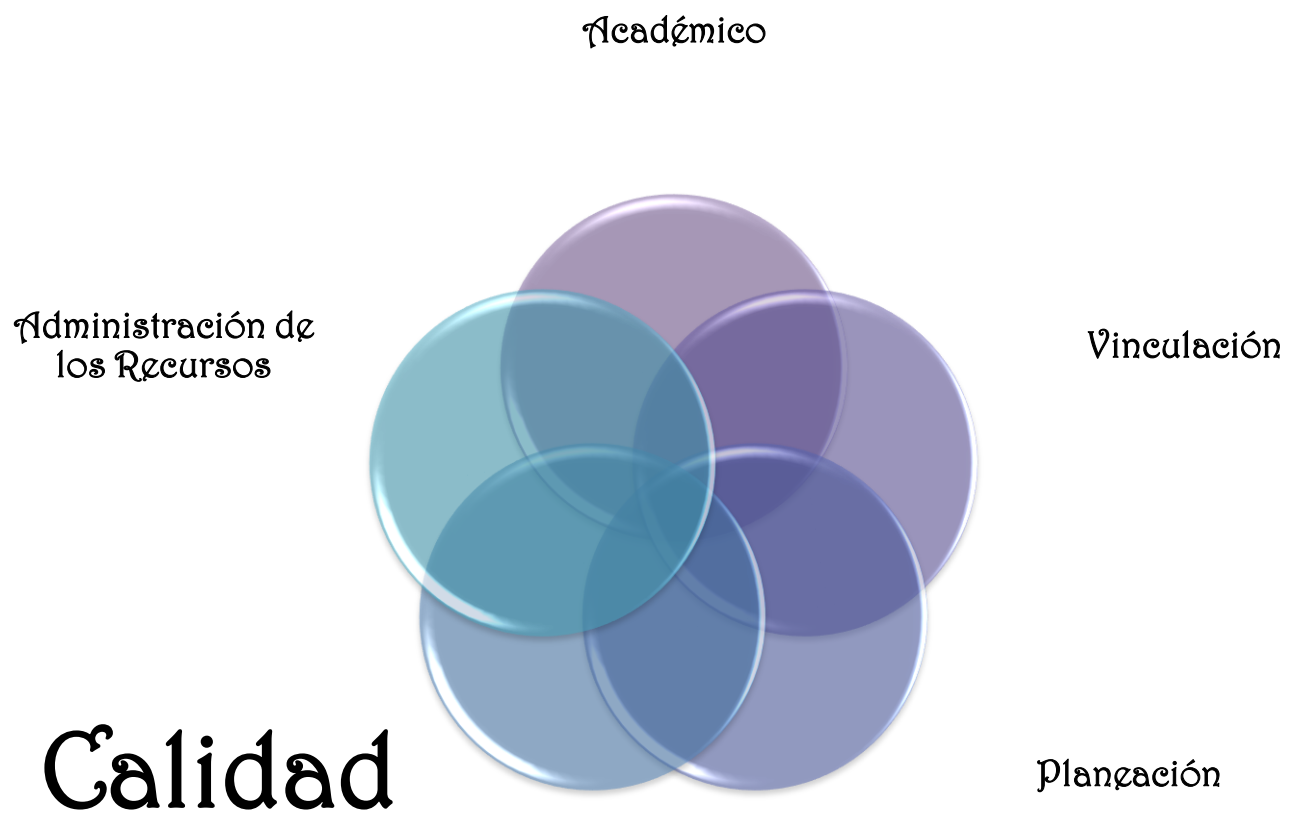 Académico
Administración de
los Recursos
Vinculación
Calidad
Planeación